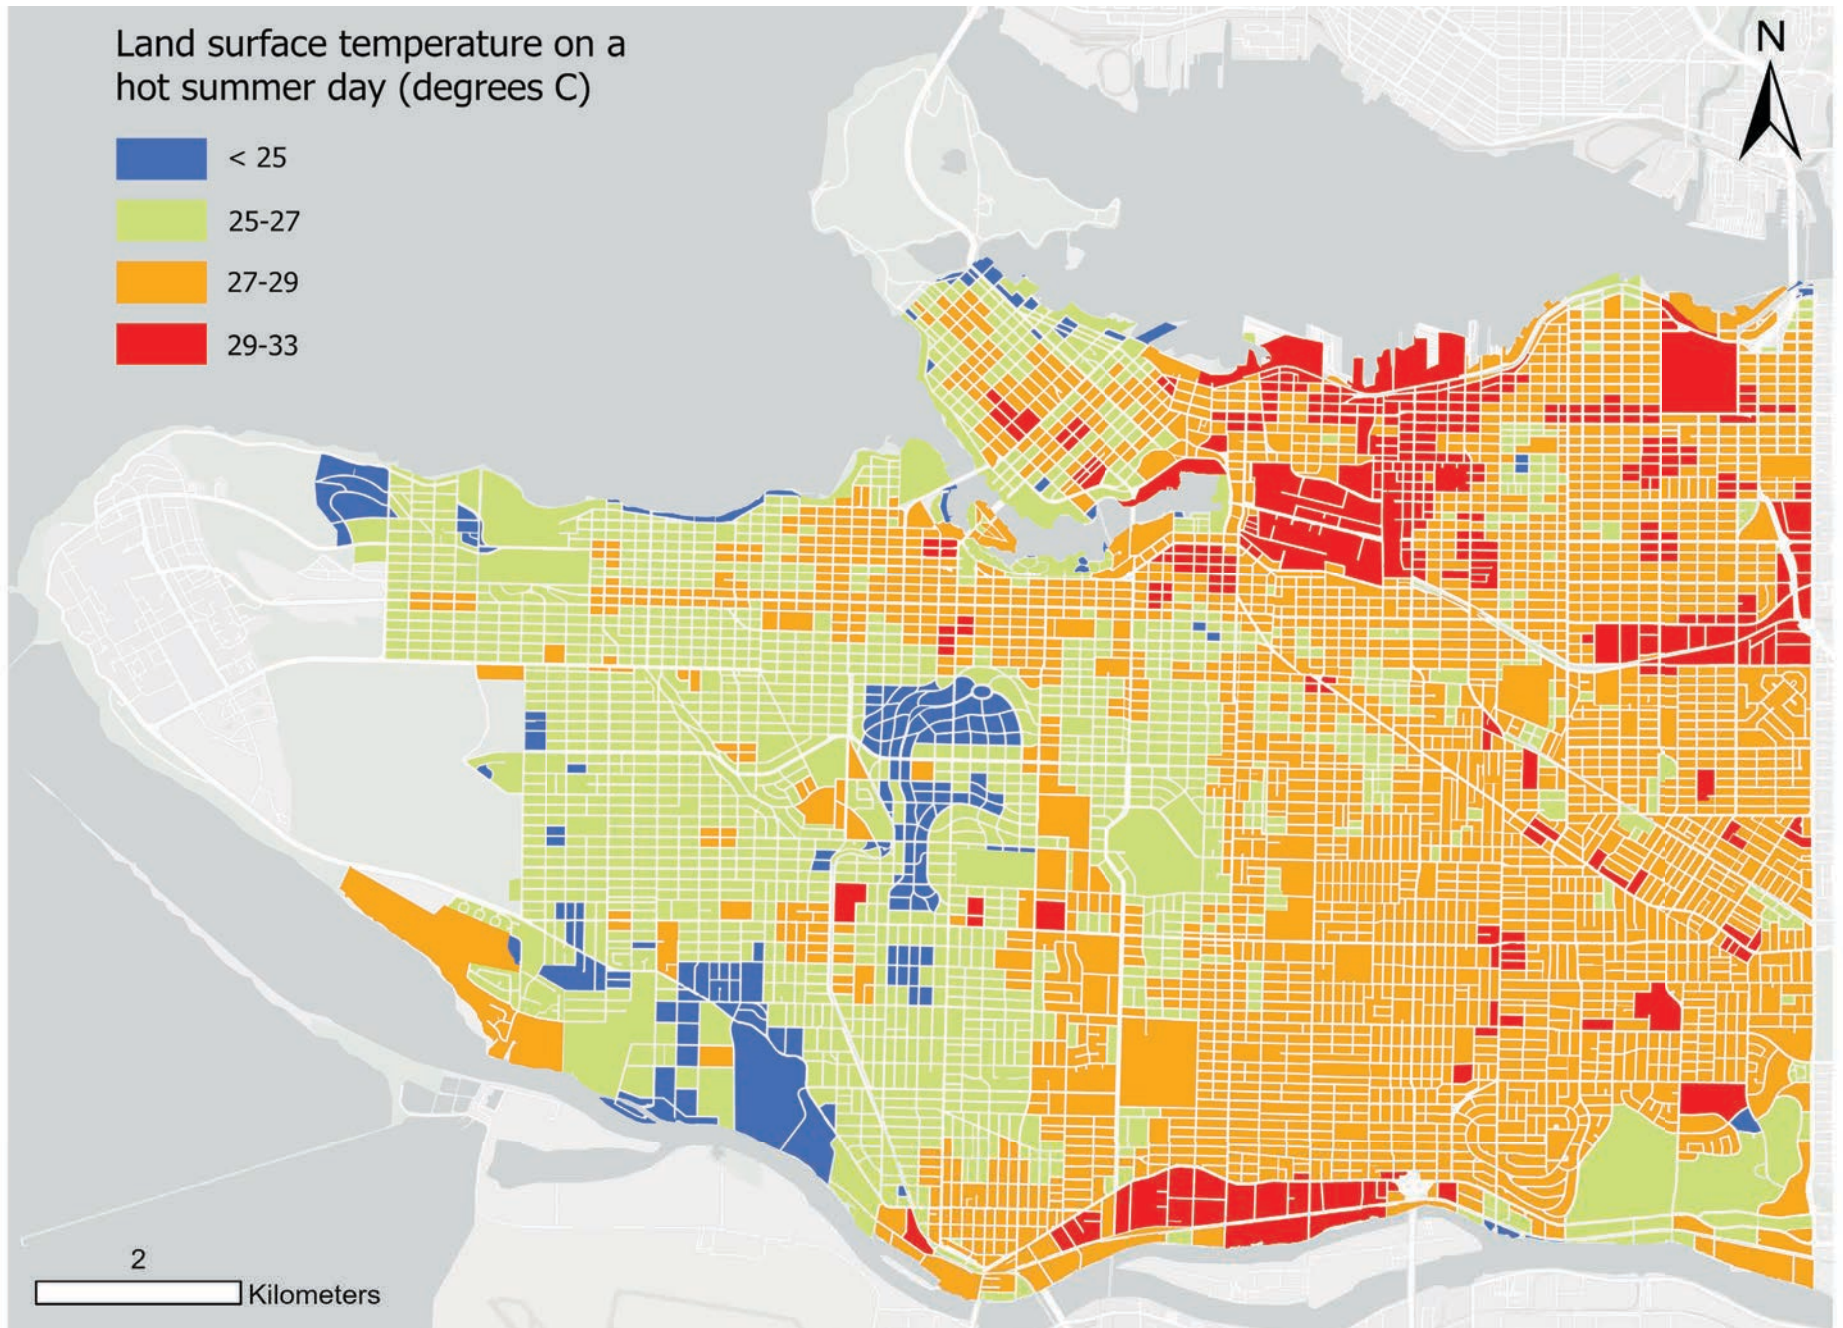 Land surface temperature on a
hot summer day (degrees C)
< 25
25-27
27-29
29-33
N
2
Kilometers